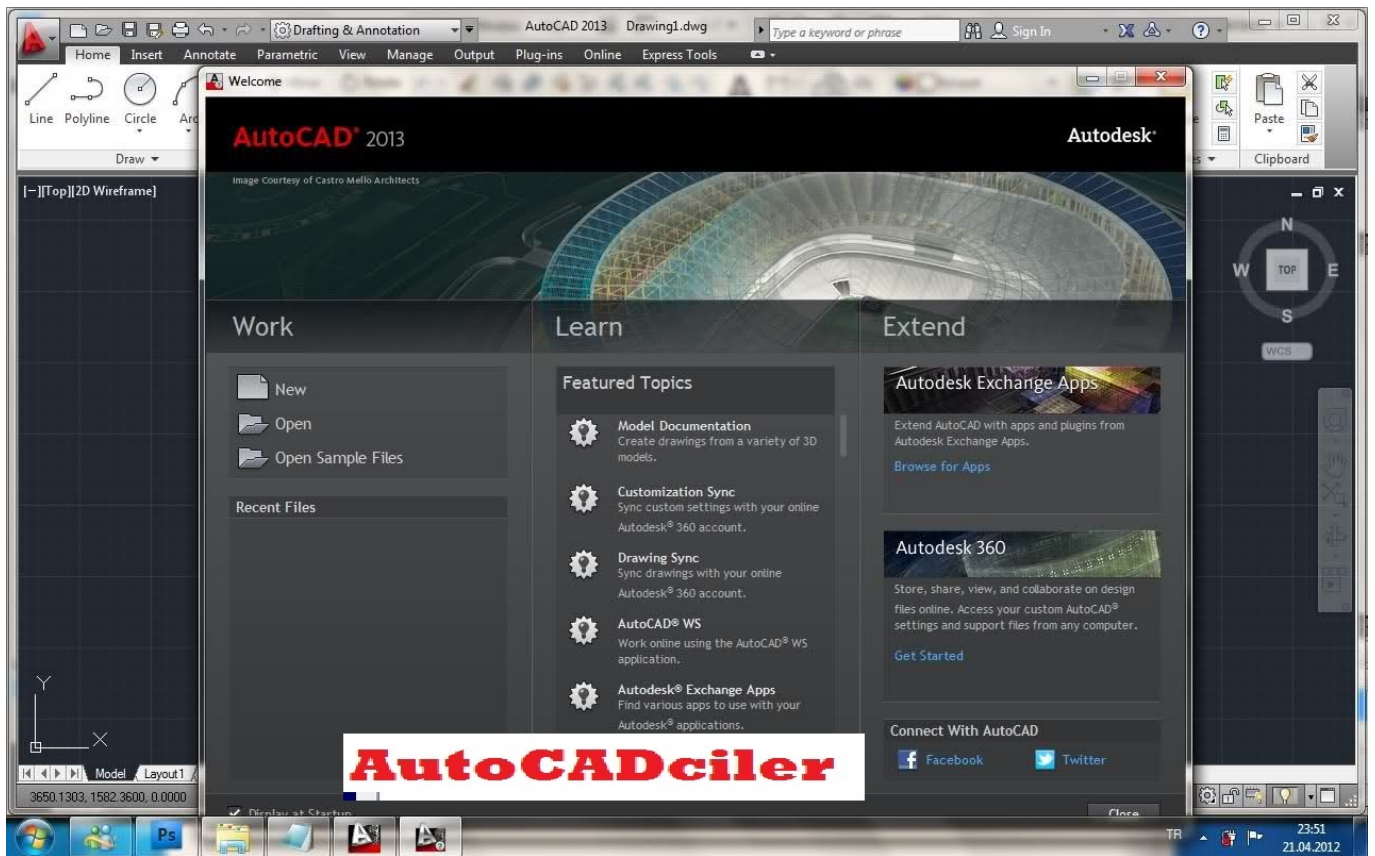 Drafting & Annotation
AutoCAD 2013 Drawing1.dwg
Type a keyword or phrase
Sign In
Home Insert Annotate Parametric View Manage Output Plug-ins Online Express Tools
Line Polyline Circle
Draw
Paste
Clipboard
Welcome
AutoCAD® 2013
Autodesk®
Image Courtesy of Castro Mello Architects
[−][Top][2D Wireframe]
N
W TOP E
S
WCS
Work
New
Open
Open Sample Files
Recent Files
Learn
Featured Topics
Model Documentation
Create drawings from a variety of 3D
models.
Customization Sync
Sync custom settings with your online
Autodesk® 360 account.
Drawing Sync
Sync drawings with your online
Autodesk® 360 account.
AutoCAD® WS
Work online using the AutoCAD® WS
application.
Autodesk® Exchange Apps
Find various apps to use with your
Autodesk® applications.
Extend
Autodesk Exchange Apps
Extend AutoCAD with apps and plugins from
Autodesk Exchange Apps.
Browse for Apps
Autodesk 360
Store, share, view, and collaborate on design
files online. Access your custom AutoCAD®
settings and support files from any computer.
Get Started
Connect With AutoCAD
Facebook Twitter
AutoCADciler
Y
X
Model Layout1
3650.1303, 1582.3600, 0.0000
Display at Startup
Close
Ps
TR
23:51
21.04.2012